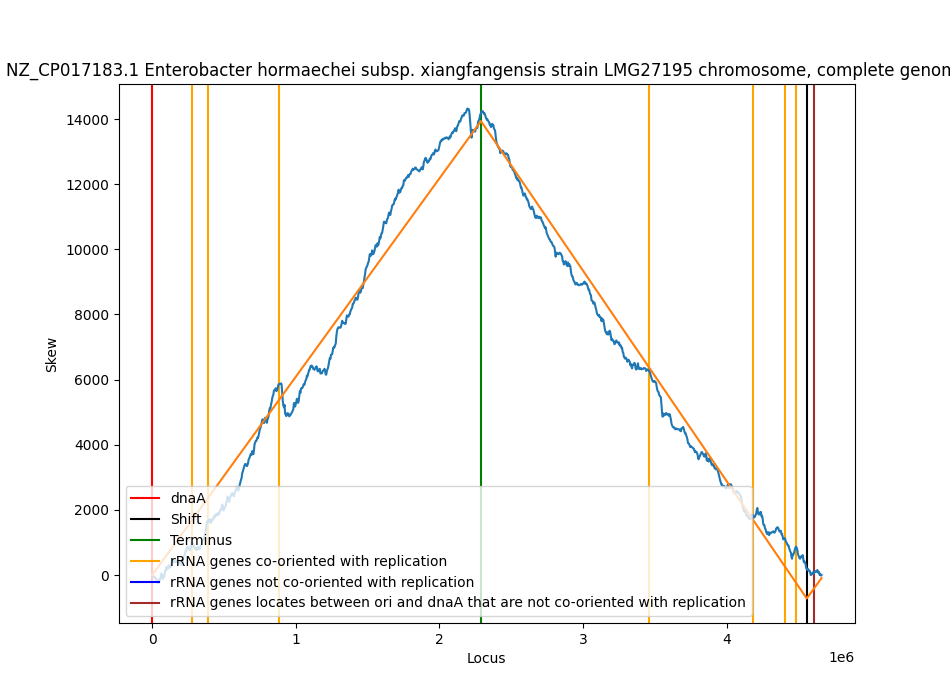 NZ_CP017183.1 Enterobacter hormaechei subsp. xiangfangensis strain LMG27195 chromosome, complete genom
14000
12000
10000
8000
6000
4000
2000
0
Skew
dnaA
Shift
Terminus
rRNA genes co-oriented with replication
rRNA genes not co-oriented with replication
rRNA genes locates between ori and dnaA that are not co-oriented with replication
0 1 2 3 4
Locus
1e6